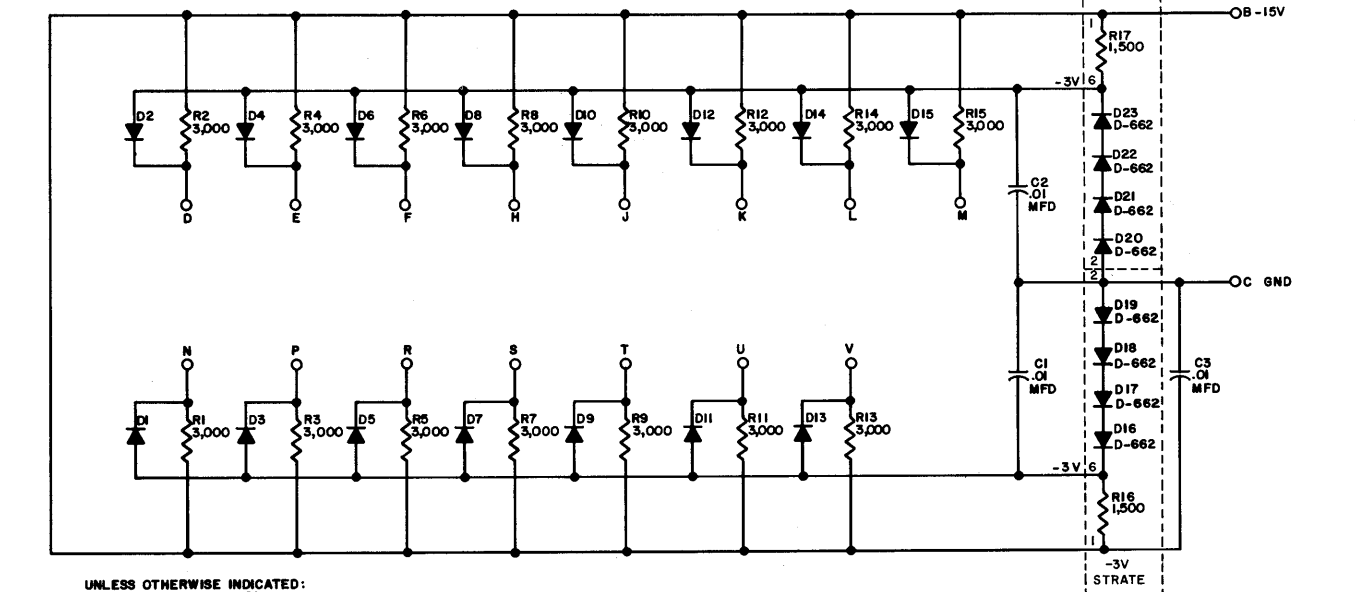 B -15V
1
R17
1,500
-3V 6
D2 R2 3,000
D4 R4 3,000
D6 R6 3,000
D8 R8 3,000
D10 R10 3,000
D12 R12 3,000
D14 R14 3,000
D15 R15 3,000
D23
D-662
D22
D-662
D21
D-662
D20
D-662
C2
.01
MFD
D E F H J K L M
2
2
C GND
D19
D-662
D18
D-662
D17
D-662
D16
D-662
C1
.01
MFD
C3
.01
MFD
N P R S T U V
D1 R1 3,000
D3 R3 3,000
D5 R5 3,000
D7 R7 3,000
D9 R9 3,000
D11 R11 3,000
D13 R13 3,000
-3V 6
R16
1,500
1
-3V
STRATE
UNLESS OTHERWISE INDICATED: